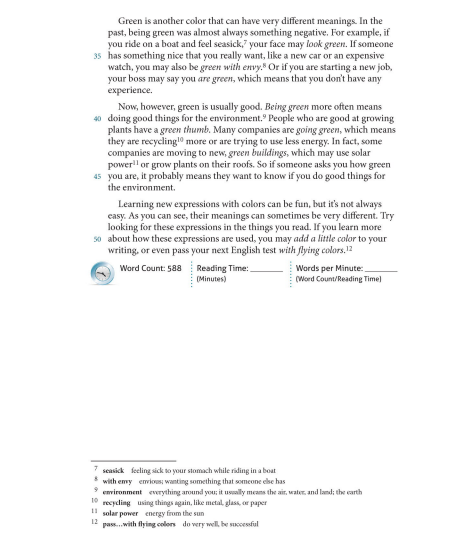 Green is another color that can have very different meanings. In the
past, being green was almost always something negative. For example, if
you ride on a boat and feel seasick,7 your face may look green. If someone
35 has something nice that you really want, like a new car or an expensive
watch, you may also be green with envy.8 Or if you are starting a new job,
your boss may say you are green, which means that you don't have any
experience.
Now, however, green is usually good. Being green more often means
40 doing good things for the environment.9 People who are good at growing
plants have a green thumb. Many companies are going green, which means
they are recycling10 more or are trying to use less energy. In fact, some
companies are moving to new, green buildings, which may use solar
power11 or grow plants on their roofs. So if someone asks you how green
45 you are, it probably means they want to know if you do good things for
the environment.
Learning new expressions with colors can be fun, but it's not always
easy. As you can see, their meanings can sometimes be very different. Try
looking for these expressions in the things you read. If you learn more
50 about how these expressions are used, you may add a little color to your
writing, or even pass your next English test with flying colors.12
Word Count: 588 Reading Time: ________ Words per Minute: ________
(Minutes) (Word Count/Reading Time)
7 seasick feeling sick to your stomach while riding in a boat
8 with envy envious; wanting something that someone else has
9 environment everything around you; it usually means the air, water, and land; the earth
10 recycling using things again, like metal, glass, or paper
11 solar power energy from the sun
12 pass…with flying colors do very well, be successful